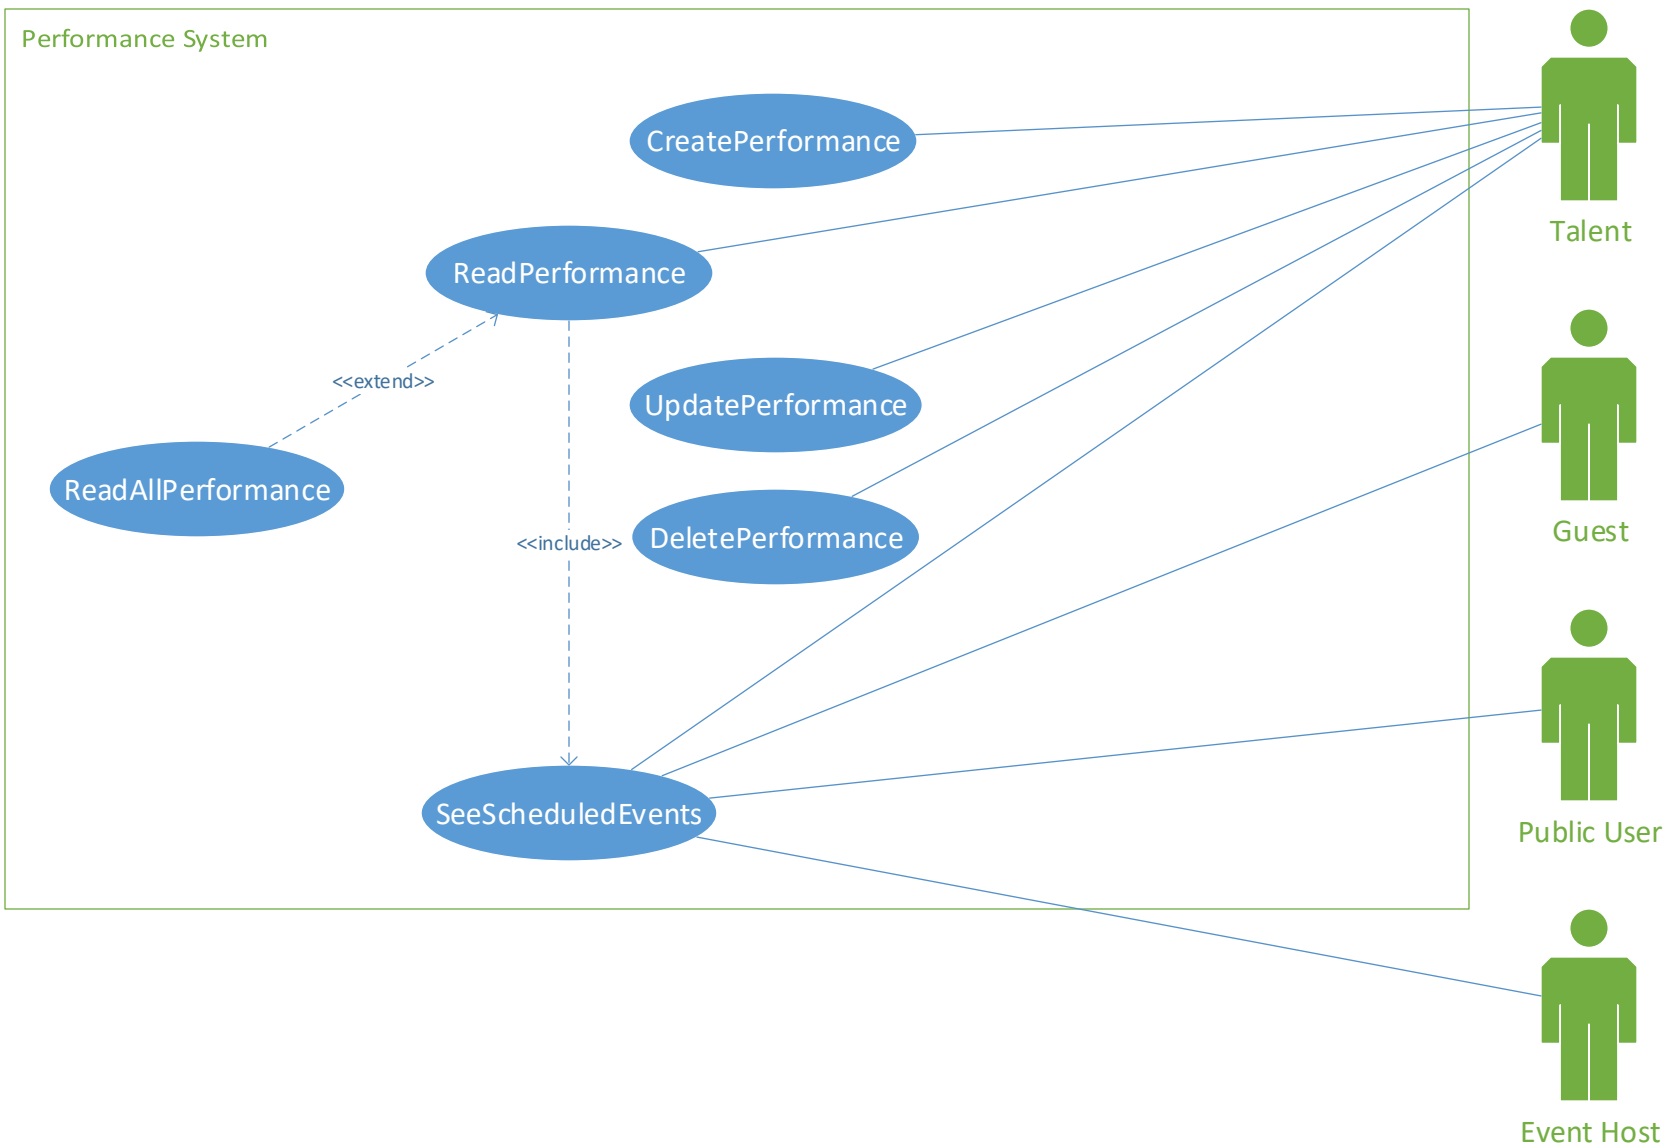 Performance System
CreatePerformance
Talent
ReadPerformance
<<extend>>
UpdatePerformance
ReadAllPerformance
Guest
<<include>>
DeletePerformance
SeeScheduledEvents
Public User
Event Host